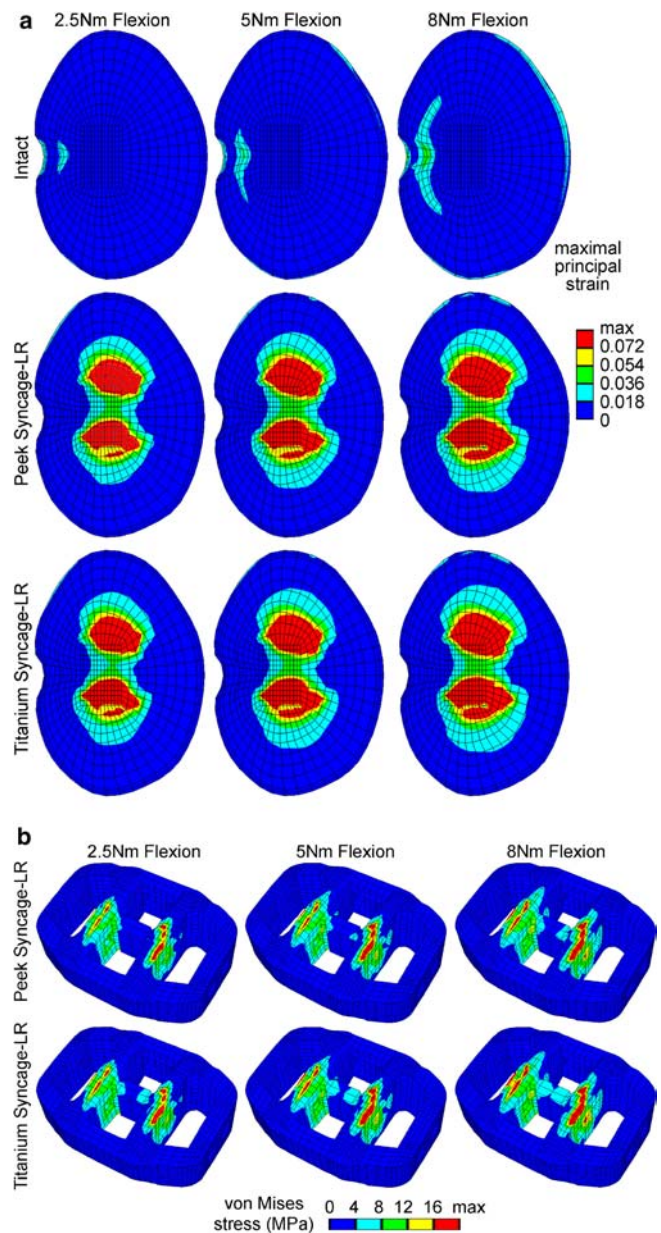 a
2.5Nm Flexion 5Nm Flexion 8Nm Flexion
Intact
maximal
principal
strain
max
0.072
0.054
0.036
0.018
0
Peek Syncage-LR
Titanium Syncage-LR
b
2.5Nm Flexion 5Nm Flexion 8Nm Flexion
Peek Syncage-LR
Titanium Syncage-LR
von Mises
stress (MPa)
0 4 8 12 16 max